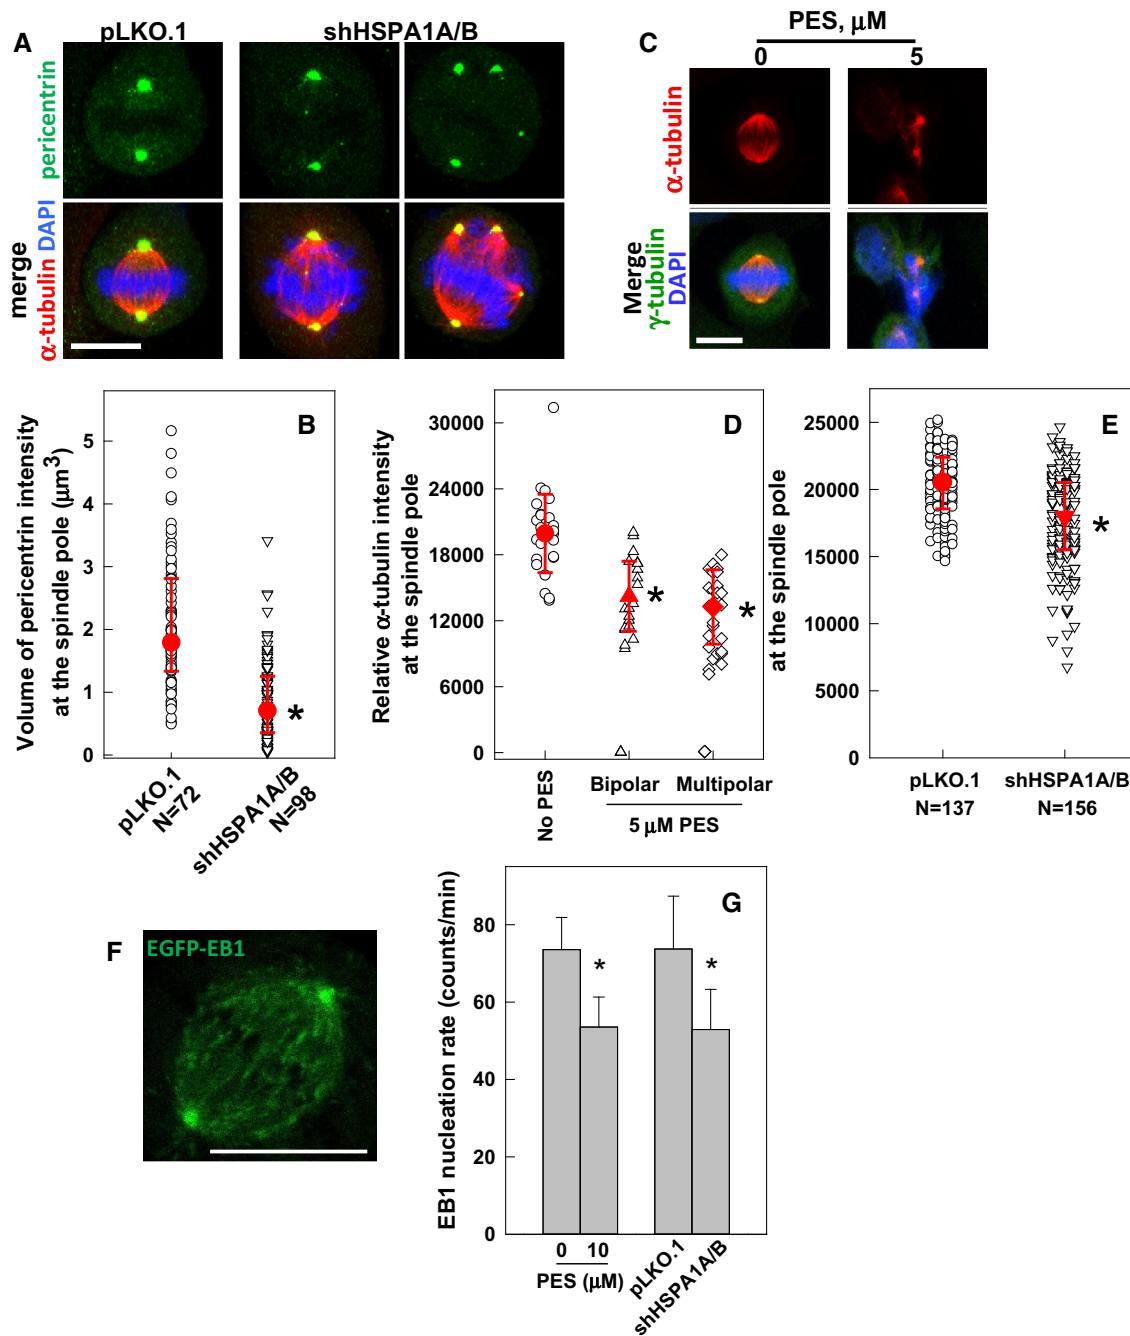 A
pLKO.1
shHSPA1A/B
pericentrin
merge
α-tubulin DAPI
C
PES, μM
0
5
α-tubulin
Merge
γ-tubulin
DAPI
B
Volume of pericentrin intensity
at the spindle pole (μm³)
5
4
3
2
1
0
*
pLKO.1
N=72
shHSPA1A/B
N=98
D
Relative α-tubulin intensity
at the spindle pole
30000
24000
18000
12000
6000
0
*
*
No PES
Bipolar
Multipolar
5 μM PES
E
at the spindle pole
25000
20000
15000
10000
5000
0
*
pLKO.1
N=137
shHSPA1A/B
N=156
F
EGFP-EB1
G
EB1 nucleation rate (counts/min)
80
60
40
20
0
*
*
0
10
PES (μM)
pLKO.1
shHSPA1A/B